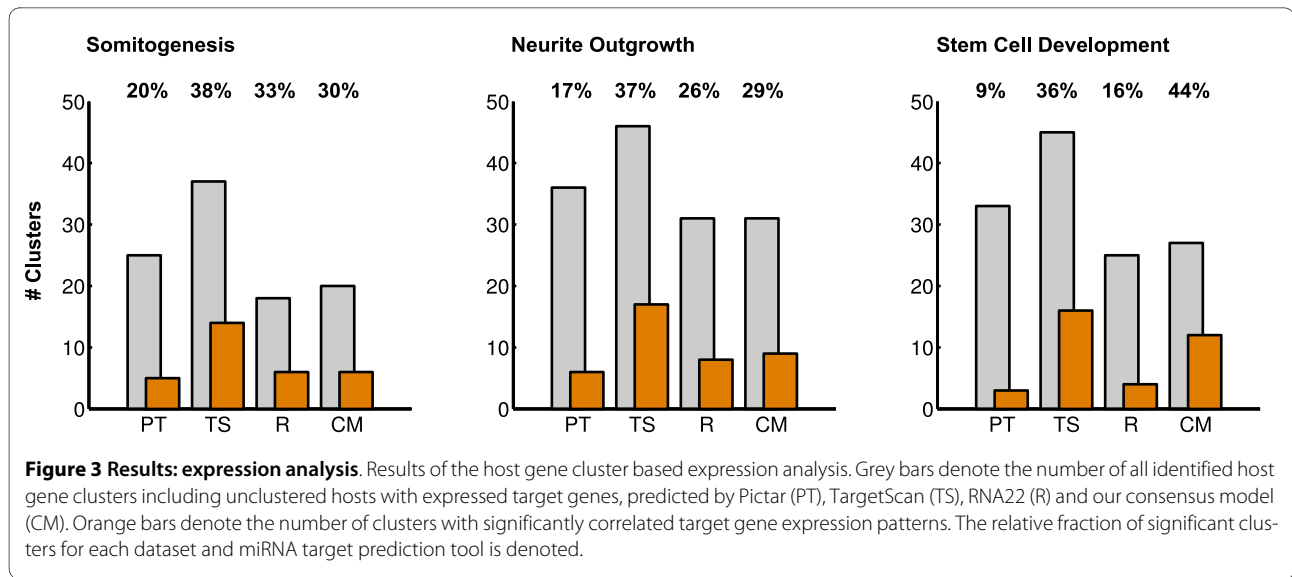 Somitogenesis
20% 38% 33% 30%
# Clusters
50
40
30
20
10
0
PT TS R CM
Neurite Outgrowth
17% 37% 26% 29%
50
40
30
20
10
0
PT TS R CM
Stem Cell Development
9% 36% 16% 44%
50
40
30
20
10
0
PT TS R CM
Figure 3 Results: expression analysis. Results of the host gene cluster based expression analysis. Grey bars denote the number of all identified host
gene clusters including unclustered hosts with expressed target genes, predicted by Pictar (PT), TargetScan (TS), RNA22 (R) and our consensus model
(CM). Orange bars denote the number of clusters with significantly correlated target gene expression patterns. The relative fraction of significant clus-
ters for each dataset and miRNA target prediction tool is denoted.